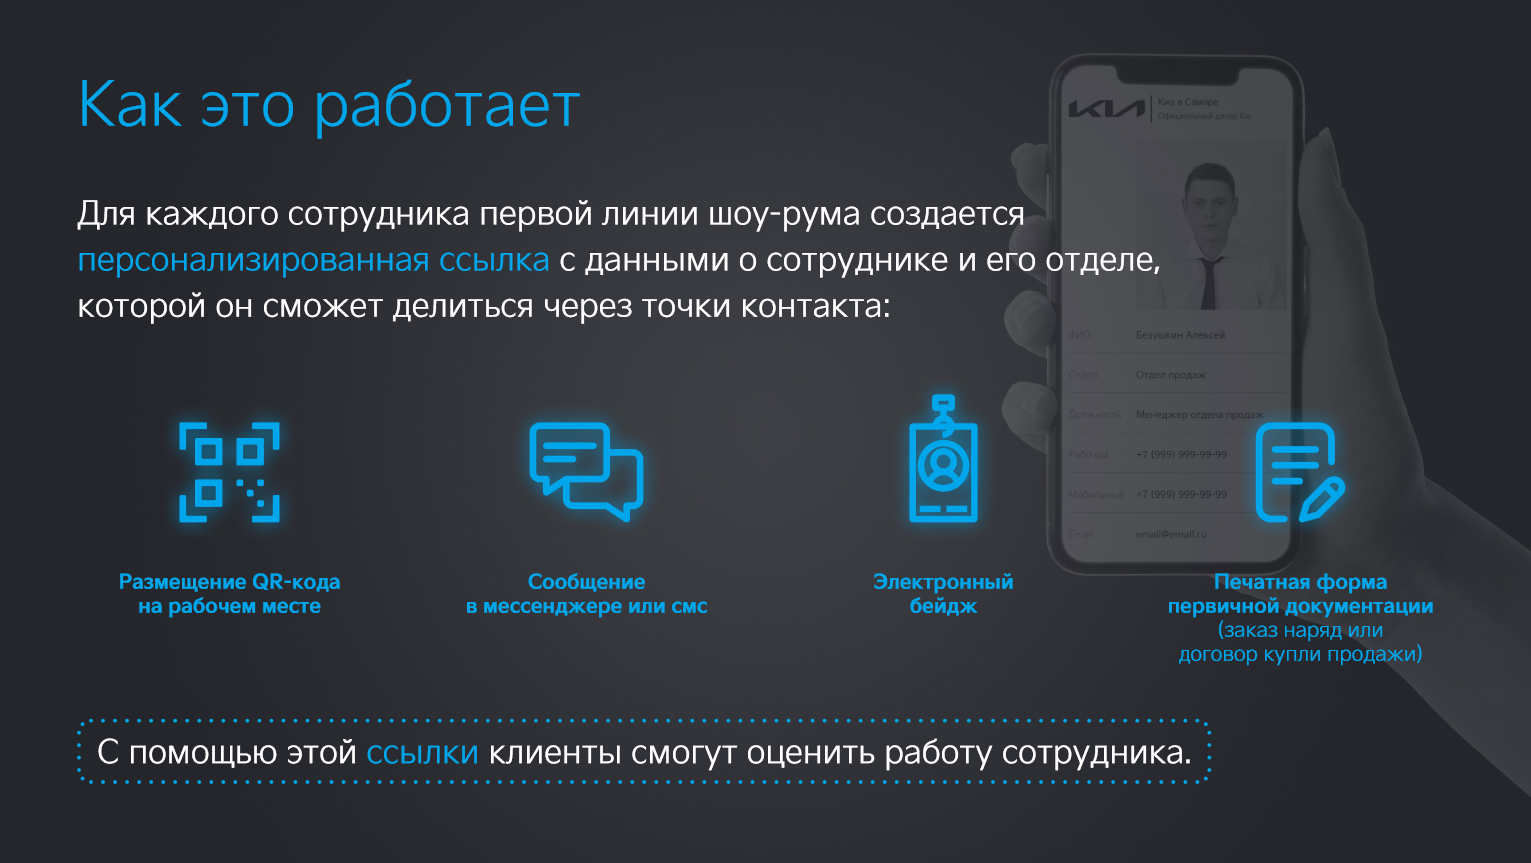 Как это работает
Для каждого сотрудника первой линии шоу-рума создается
персонализированная ссылка с данными о сотруднике и его отделе,
которой он сможет делиться через точки контакта:
KIA
Киа в Самаре
Официальный дилер Kia
ФИО Безушкин Алексей
Отдел Отдел продаж
Должность Менеджер отдела продаж
Рабочий +7 (999) 999-99-99
Мобильный +7 (999) 999-99-99
Email email@email.ru
Размещение QR-кода
на рабочем месте
Сообщение
в мессенджере или смс
Электронный
бейдж
Печатная форма
первичной документации
(заказ наряд или
договор купли продажи)
С помощью этой ссылки клиенты смогут оценить работу сотрудника.